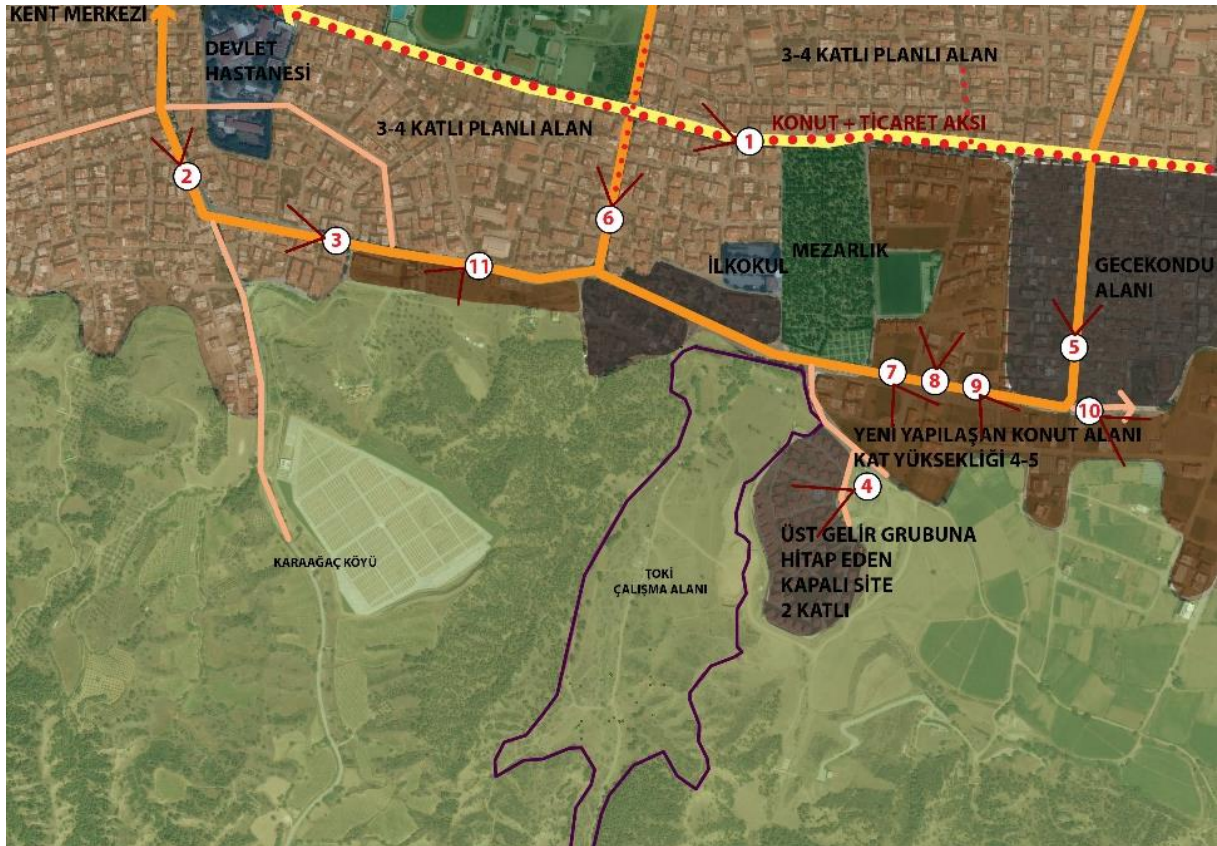 KENT MERKEZİ
DEVLET
HASTANESİ
3-4 KATLI PLANLI ALAN
3-4 KATLI PLANLI ALAN
KONUT + TİCARET AKSI
1
2
3
11
6
İLKOKUL
MEZARLIK
GECEKONDU
ALANI
5
7
8
9
10
YENİ YAPILAŞAN KONUT ALANI
KAT YÜKSEKLİĞİ 4-5
4
ÜST GELİR GRUBUNA
HİTAP EDEN
KAPALI SİTE
2 KATLI
KARAAĞAÇ KÖYÜ
TOKİ
ÇALIŞMA ALANI